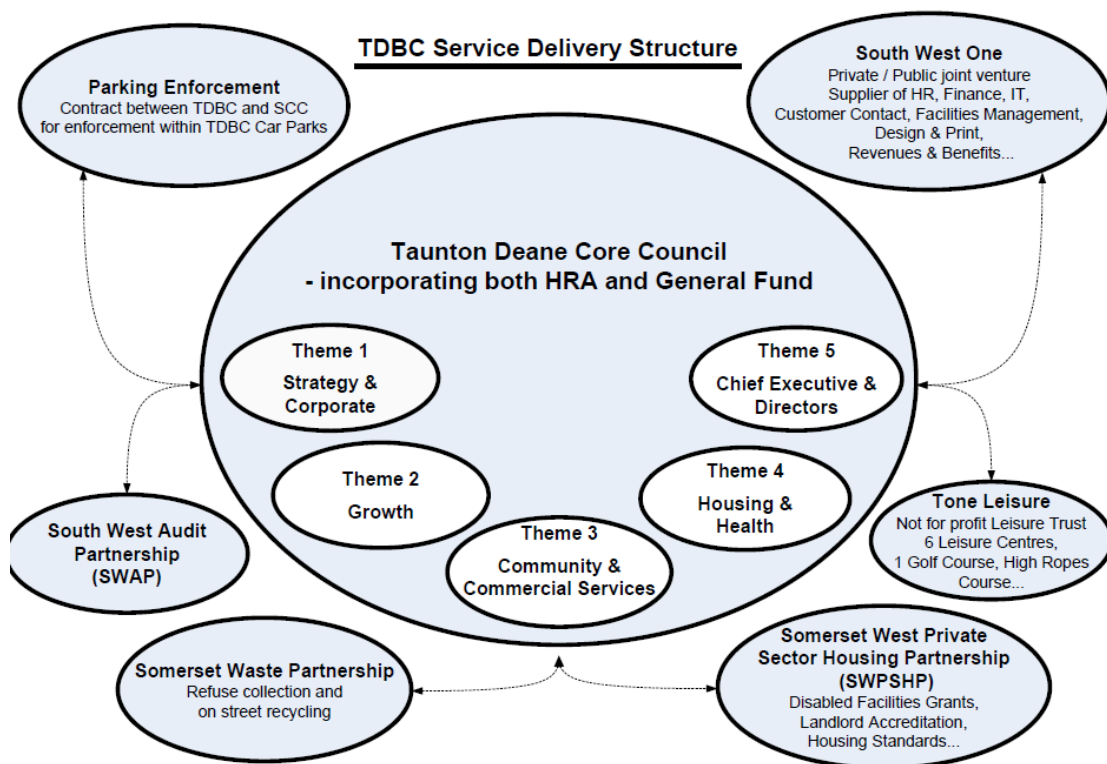 TDBC Service Delivery Structure
Parking Enforcement
Contract between TDBC and SCC
for enforcement within TDBC Car Parks
South West One
Private / Public joint venture
Supplier of HR, Finance, IT,
Customer Contact, Facilities Management,
Design & Print,
Revenues & Benefits...
Taunton Deane Core Council
- incorporating both HRA and General Fund
Theme 1
Strategy &
Corporate
Theme 2
Growth
Theme 3
Community &
Commercial Services
Theme 4
Housing &
Health
Theme 5
Chief Executive &
Directors
South West Audit
Partnership
(SWAP)
Tone Leisure
Not for profit Leisure Trust
6 Leisure Centres,
1 Golf Course, High Ropes
Course...
Somerset Waste Partnership
Refuse collection and
on street recycling
Somerset West Private
Sector Housing Partnership
(SWPSHP)
Disabled Facilities Grants,
Landlord Accreditation,
Housing Standards...